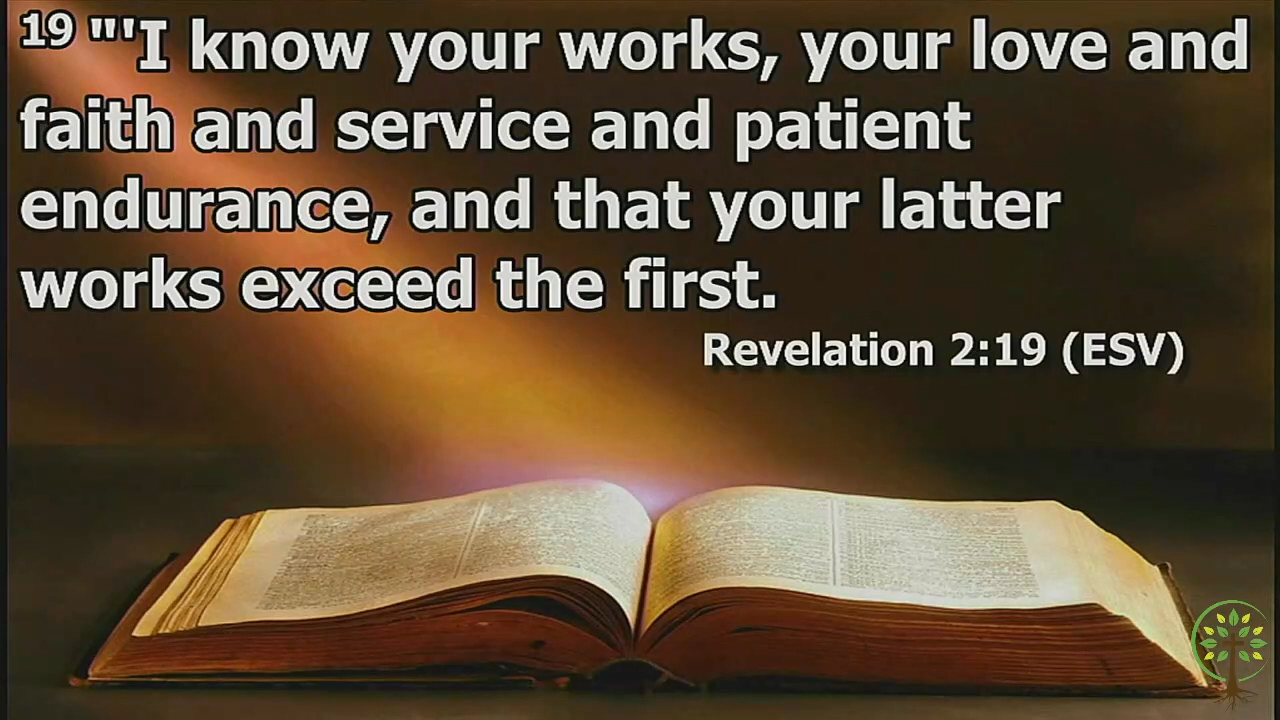 19 "'I know your works, your love and
faith and service and patient
endurance, and that your latter
works exceed the first.
Revelation 2:19 (ESV)